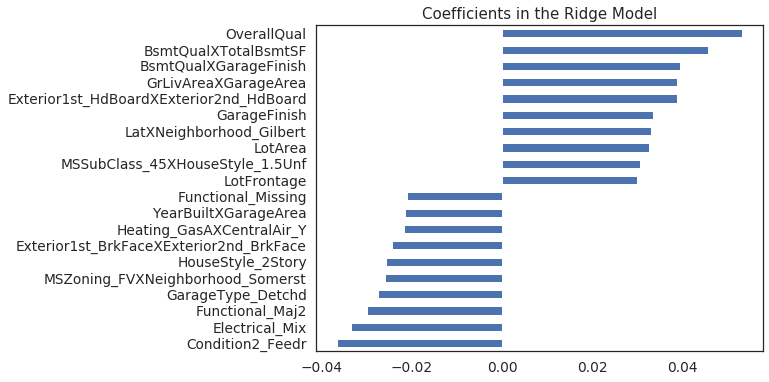 Coefficients in the Ridge Model
OverallQual
BsmtQualXTotalBsmtSF
BsmtQualXGarageFinish
GrLivAreaXGarageArea
Exterior1st_HdBoardXExterior2nd_HdBoard
GarageFinish
LatXNeighborhood_Gilbert
LotArea
MSSubClass_45XHouseStyle_1.5Unf
LotFrontage
Functional_Missing
YearBuiltXGarageArea
Heating_GasAXCentralAir_Y
Exterior1st_BrkFaceXExterior2nd_BrkFace
HouseStyle_2Story
MSZoning_FVXNeighborhood_Somerst
GarageType_Detchd
Functional_Maj2
Electrical_Mix
Condition2_Feedr
−0.04 −0.02 0.00 0.02 0.04